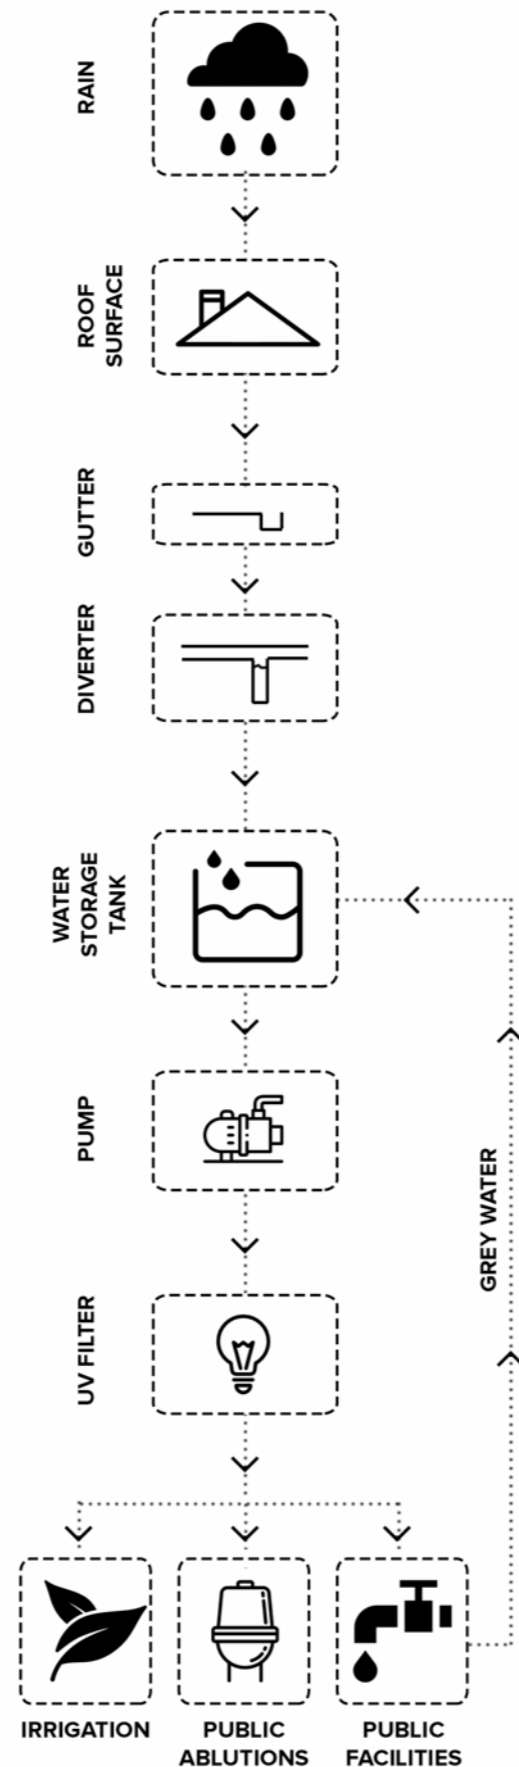 RAIN
ROOF
SURFACE
GUTTER
DIVERTER
WATER
STORAGE
TANK
PUMP
GREY WATER
UV FILTER
IRRIGATION
PUBLIC
ABLUTIONS
PUBLIC
FACILITIES